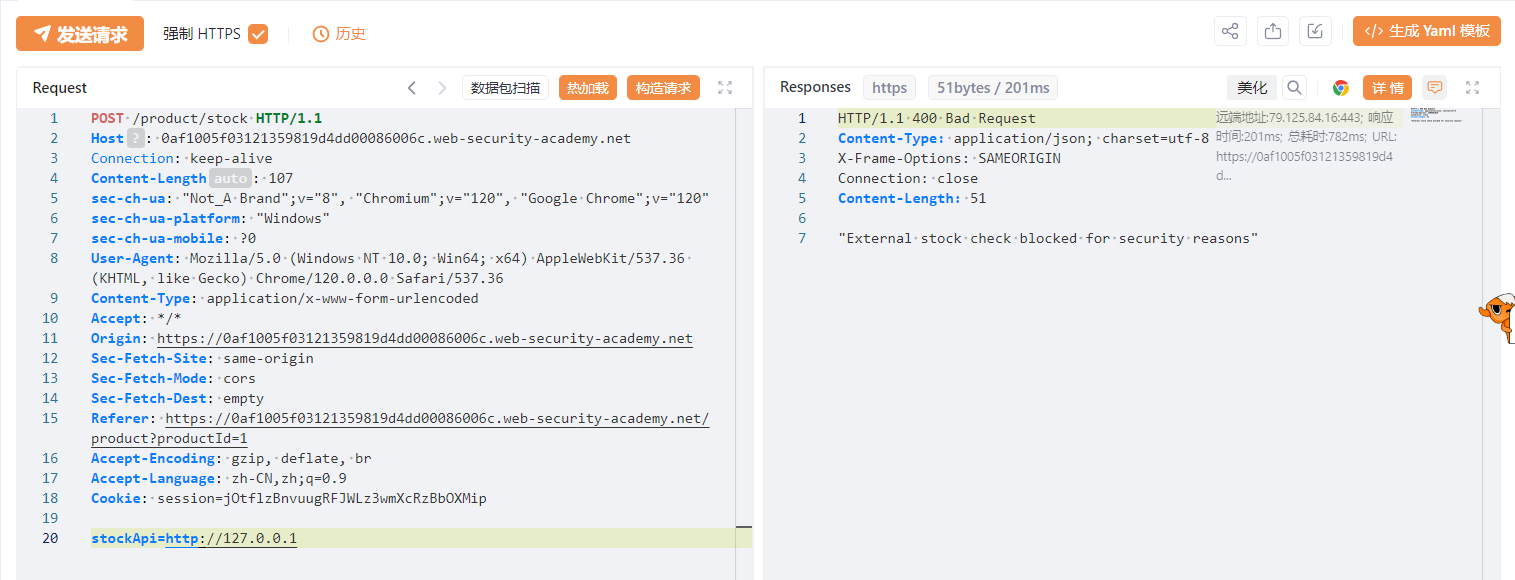 发送请求 强制 HTTPS 历史 </> 生成 Yaml 模板
Request 数据包扫描 热加载 构造请求
1 POST /product/stock HTTP/1.1
2 Host ? : 0af1005f03121359819d4dd00086006c.web-security-academy.net
3 Connection: keep-alive
4 Content-Length auto : 107
5 sec-ch-ua: "Not_A Brand";v="8", "Chromium";v="120", "Google Chrome";v="120"
6 sec-ch-ua-platform: "Windows"
7 sec-ch-ua-mobile: ?0
8 User-Agent: Mozilla/5.0 (Windows NT 10.0; Win64; x64) AppleWebKit/537.36
(KHTML, like Gecko) Chrome/120.0.0.0 Safari/537.36
9 Content-Type: application/x-www-form-urlencoded
10 Accept: */*
11 Origin: https://0af1005f03121359819d4dd00086006c.web-security-academy.net
12 Sec-Fetch-Site: same-origin
13 Sec-Fetch-Mode: cors
14 Sec-Fetch-Dest: empty
15 Referer: https://0af1005f03121359819d4dd00086006c.web-security-academy.net/
product?productId=1
16 Accept-Encoding: gzip, deflate, br
17 Accept-Language: zh-CN,zh;q=0.9
18 Cookie: session=jOtflzBnvuugRFJWLz3wmXcRzBbOXMip
19
20 stockApi=http://127.0.0.1
Responses https 51bytes / 201ms 美化 详情
1 HTTP/1.1 400 Bad Request
2 Content-Type: application/json; charset=utf-8
3 X-Frame-Options: SAMEORIGIN
4 Connection: close
5 Content-Length: 51
6
7 "External stock check blocked for security reasons"
远端地址:79.125.84.16:443; 响应
时间:201ms; 总耗时:782ms; URL:
https://0af1005f03121359819d4
d...